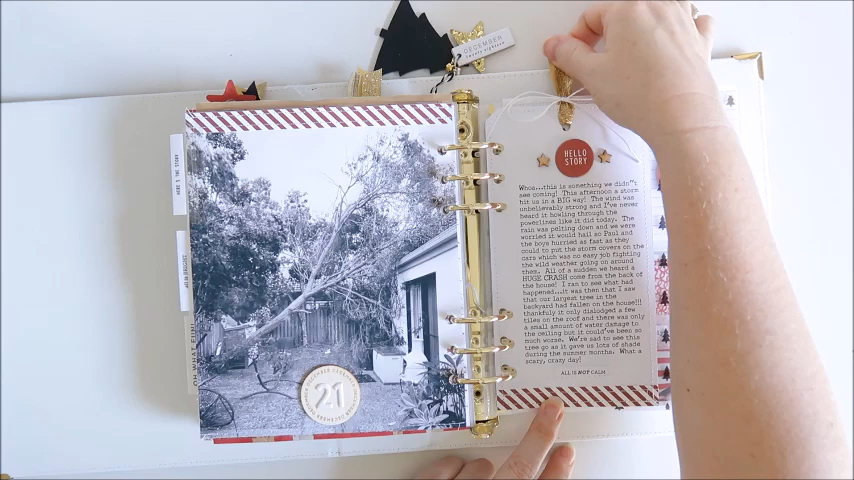 DECEMBER
twenty eighteen
HERE'S THE STORY
OH WHAT FUN!
21
HELLO
STORY
Whoa...this is something we didn"t
see coming! This afternoon a storm
hit us in a BIG way! The wind was
unbelievably strong and I've never
heard it howling through the
powerlines like it did today. The
rain was pelting down and we were
worried it would hail so Paul and
the boys hurried as fast as they
could to put the storm covers on the
cars which was no easy job fighting
the wild weather going on around
them. All of a sudden we heard a
HUGE CRASH come from the back of
the house! I ran to see what had
happened...it was then that I saw
that our largest tree in the
backyard had fallen on the house!!!
thankfuly it only dislodged a few
tiles on the roof and there was only
a small amount of water damage to
the ceiling but it could've been so
much worse. We're sad to see this
tree go as it gave us lots of shade
during the summer months. What a
scary, crazy day!
ALL IS NOT CALM